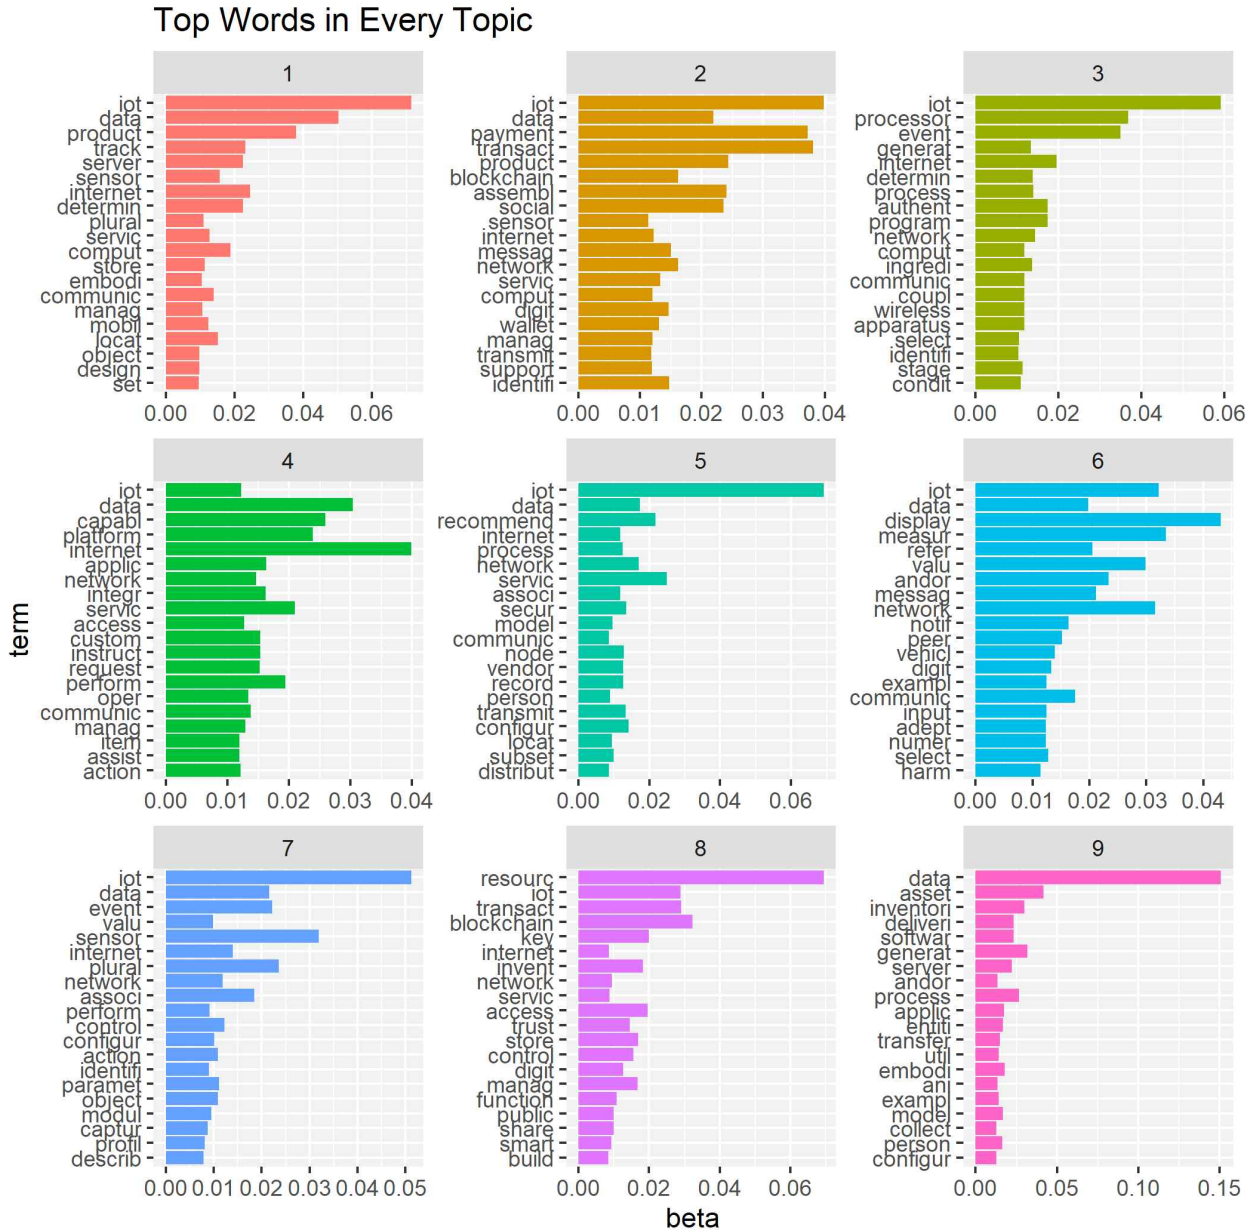 Top Words in Every Topic
1
iot
data
product
track
server
sensor
internet
determin
plural
servic
comput
store
embodi
communic
manag
mobil
locat
object
design
set
0.00 0.02 0.04 0.06
2
iot
data
payment
transact
product
blockchain
assembl
social
sensor
internet
messag
network
servic
comput
digit
wallet
manag
transmit
support
identifi
0.00 0.01 0.02 0.03 0.04
3
iot
processor
event
generat
internet
determin
process
authent
program
network
comput
ingredi
communic
coupl
wireless
apparatus
select
identifi
stage
condit
0.00 0.02 0.04 0.06
4
iot
data
capabl
platform
internet
applic
network
integr
servic
access
custom
instruct
request
perform
oper
communic
manag
item
assist
action
0.00 0.01 0.02 0.03 0.04
5
iot
data
recommend
internet
process
network
servic
associ
secur
model
communic
node
vendor
record
person
transmit
configur
locat
subset
distribut
0.00 0.02 0.04 0.06
6
iot
data
display
measur
refer
valu
andor
messag
network
notif
peer
vehicl
digit
exampl
communic
input
adept
numer
select
harm
0.00 0.01 0.02 0.03 0.04
7
iot
data
event
valu
sensor
internet
plural
network
associ
perform
control
configur
action
identifi
paramet
object
modul
captur
profil
describ
0.00 0.01 0.02 0.03 0.04 0.05
8
resourc
iot
transact
blockchain
key
internet
invent
network
servic
access
trust
store
control
digit
manag
function
public
share
smart
build
0.00 0.02 0.04 0.06
9
data
asset
inventori
deliveri
softwar
generat
server
andor
process
applic
entiti
transfer
util
embodi
ani
exampl
model
collect
person
configur
0.00 0.05 0.10 0.15
term
beta